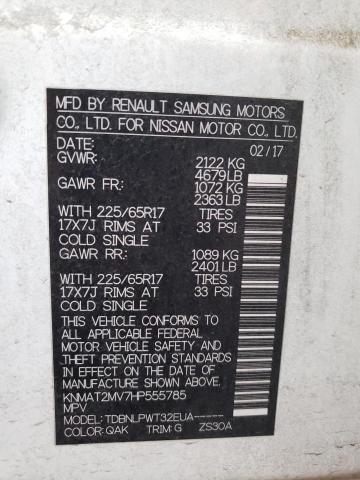 MFD BY RENAULT SAMSUNG MOTORS
CO., LTD. FOR NISSAN MOTOR CO., LTD.
DATE: 02/17
GVWR: 2122 KG
4679 LB
GAWR FR: 1072 KG
2363 LB
WITH 225/65R17 TIRES
17X7J RIMS AT 33 PSI
COLD SINGLE
GAWR RR: 1089 KG
2401 LB
WITH 225/65R17 TIRES
17X7J RIMS AT 33 PSI
COLD SINGLE
THIS VEHICLE CONFORMS TO
ALL APPLICABLE FEDERAL
MOTOR VEHICLE SAFETY AND
THEFT PREVENTION STANDARDS
IN EFFECT ON THE DATE OF
MANUFACTURE SHOWN ABOVE.
KNMAT2MV7HP555785
MPV
MODEL: TDBNLPWT32EUA-----
COLOR: QAK TRIM: G ZS30A